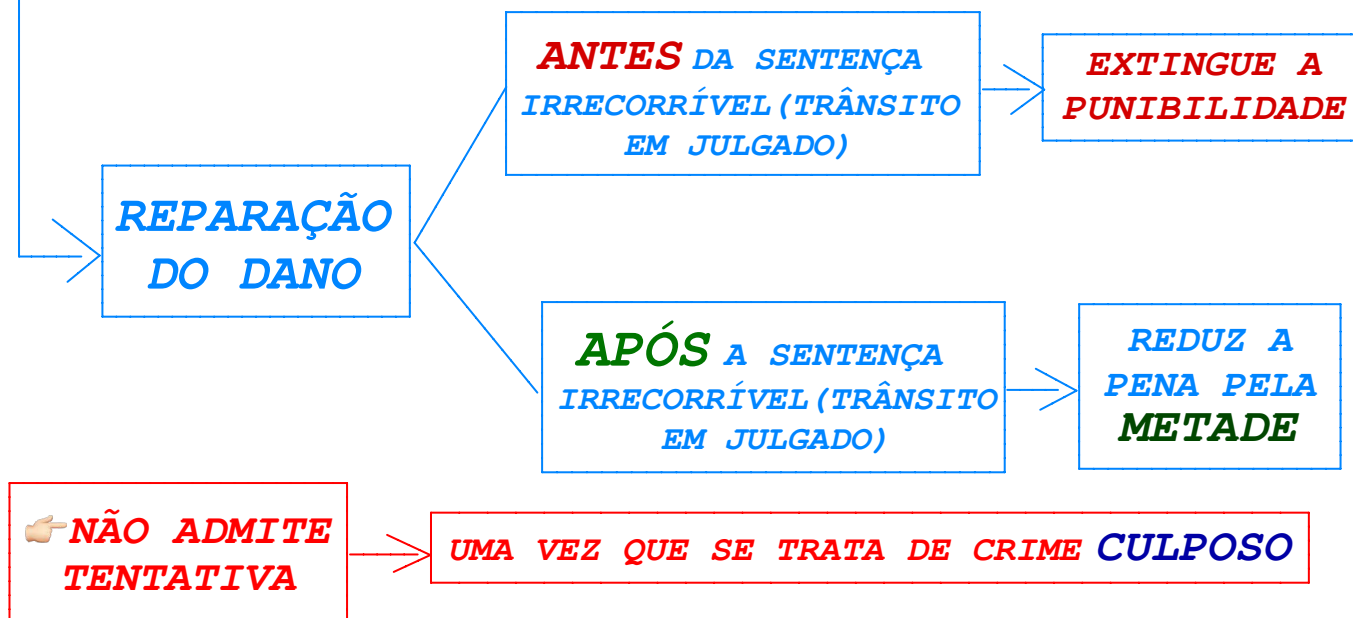 ANTES DA SENTENÇA
IRRECORRÍVEL(TRÂNSITO
EM JULGADO)
EXTINGUE A
PUNIBILIDADE
REPARAÇÃO
DO DANO
APÓS A SENTENÇA
IRRECORRÍVEL(TRÂNSITO
EM JULGADO)
REDUZ A
PENA PELA
METADE
NÃO ADMITE
TENTATIVA
UMA VEZ QUE SE TRATA DE CRIME CULPOSO